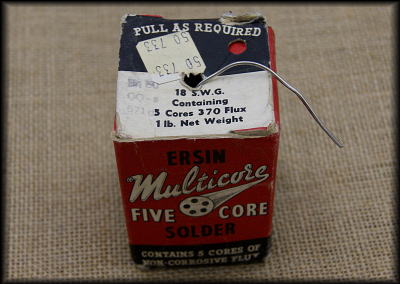 PULL AS REQUIRED
50 733
50 733
18 S.W.G.
Containing
5 Cores 370 Flux
1 lb. Net Weight
ERSIN
"Multicore
FIVE CORE
SOLDER
CONTAINS 5 CORES OF
NON-CORROSIVE FLUX